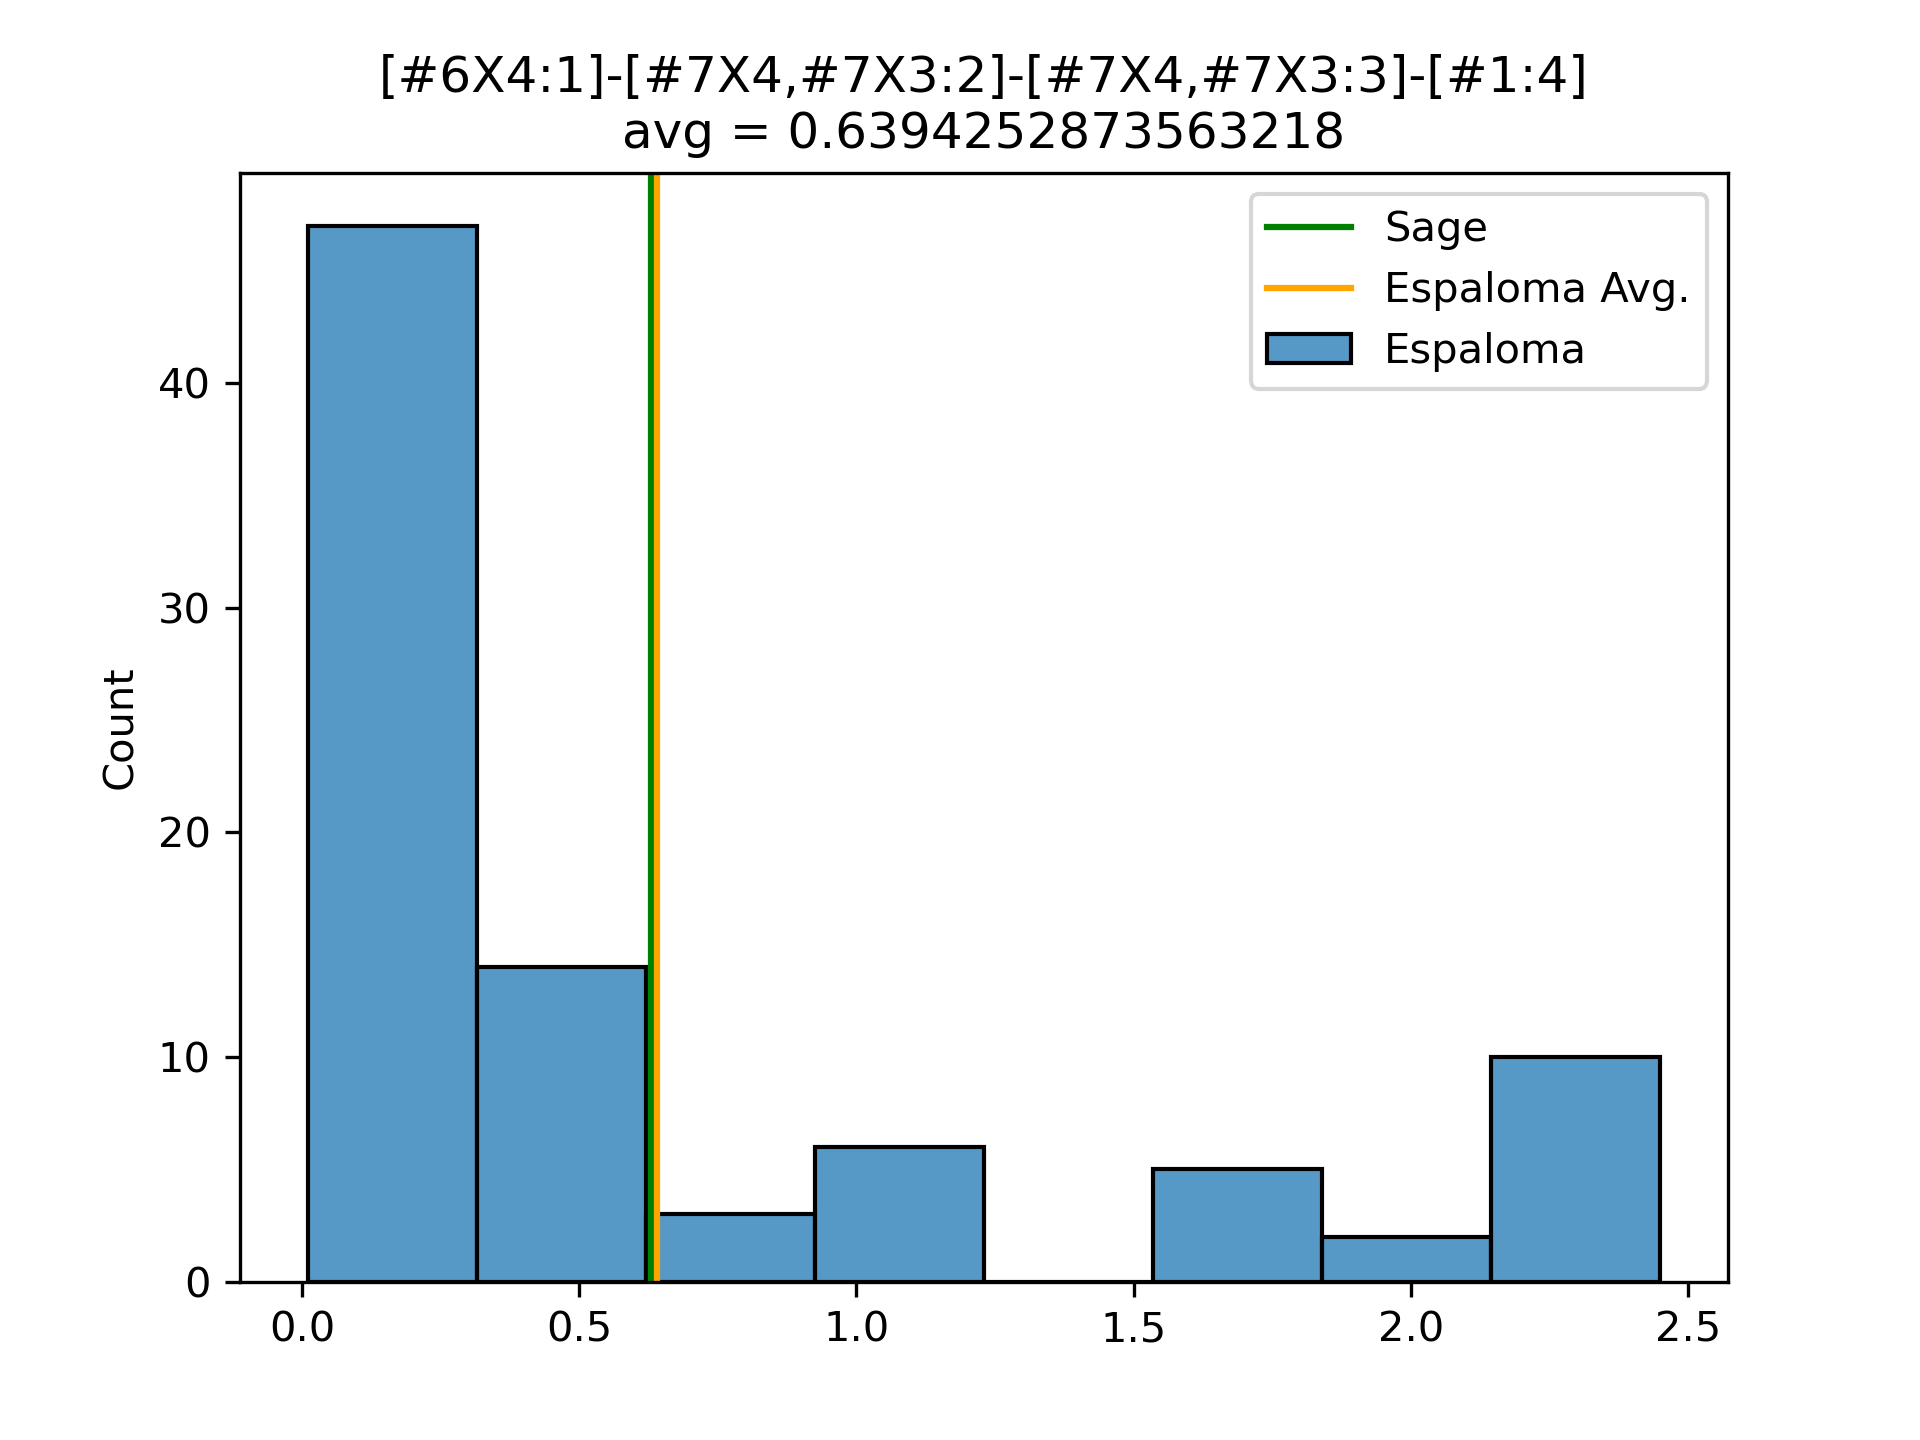 [#6X4:1]-[#7X4,#7X3:2]-[#7X4,#7X3:3]-[#1:4]
avg = 0.6394252873563218
Sage
Espaloma Avg.
Espaloma
Count
40
30
20
10
0
0.0 0.5 1.0 1.5 2.0 2.5